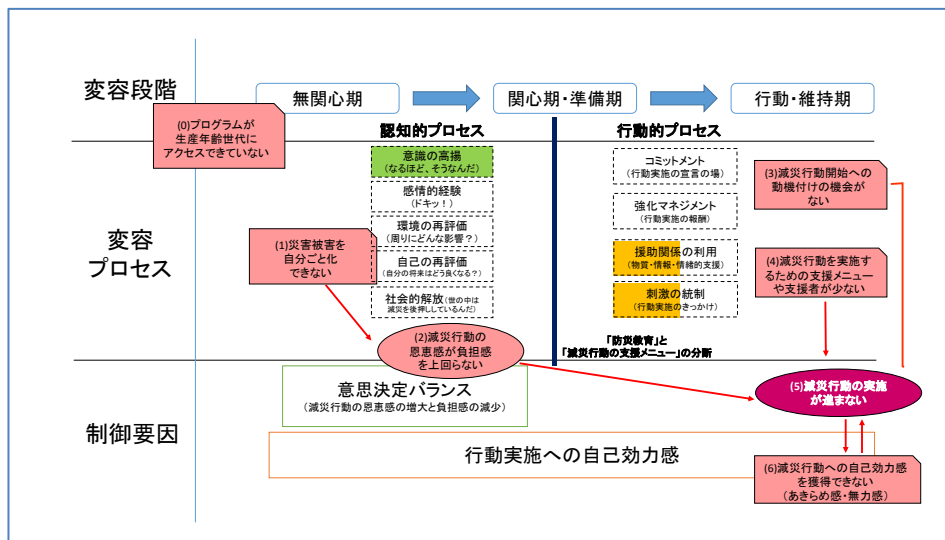 変容段階
無関心期
関心期・準備期
行動・維持期
(0)プログラムが
生産年齢世代に
アクセスできていない
認知的プロセス
行動的プロセス
変容
プロセス
意識の高揚
(なるほど、そうなんだ)
感情的経験
(ドキッ！)
環境の再評価
(周りにどんな影響？)
自己の再評価
(自分の将来はどう良くなる？)
社会的解放(世の中は
減災を後押ししているんだ)
コミットメント
(行動実施の宣言の場)
強化マネジメント
(行動実施の報酬)
援助関係の利用
(物質・情報・情緒的支援)
刺激の統制
(行動実施のきっかけ)
(1)災害被害を
自分ごと化
できない
(3)減災行動開始への
動機付けの機会が
ない
(4)減災行動を実施す
るための支援メニュー
や支援者が少ない
(2)減災行動の
恩恵感が負担感
を上回らない
「防災教育」と
「減災行動の支援メニュー」の分断
制御要因
意思決定バランス
(減災行動の恩恵感の増大と負担感の減少)
(5)減災行動の実施
が進まない
行動実施への自己効力感
(6)減災行動への自己効力感
を獲得できない
(あきらめ感・無力感)